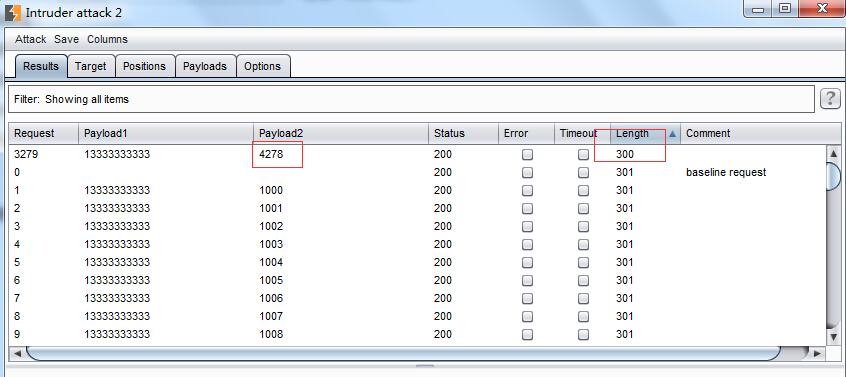 Intruder attack 2
Attack Save Columns
Results Target Positions Payloads Options
Filter: Showing all items ?
Request Payload1 Payload2 Status Error Timeout Length Comment
3279 13333333333 4278 200 300
0 200 301 baseline request
1 13333333333 1000 200 301
2 13333333333 1001 200 301
3 13333333333 1002 200 301
4 13333333333 1003 200 301
5 13333333333 1004 200 301
6 13333333333 1005 200 301
7 13333333333 1006 200 301
8 13333333333 1007 200 301
9 13333333333 1008 200 301